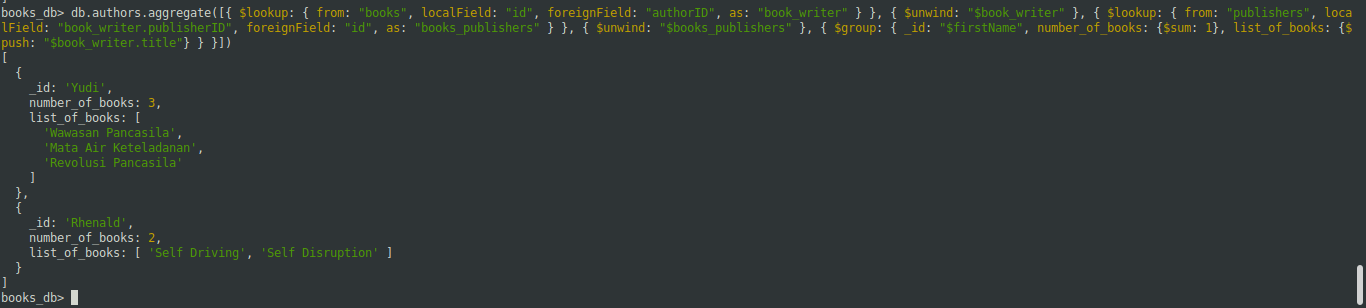 ]
books_db> db.authors.aggregate([{ $lookup: { from: "books", localField: "id", foreignField: "authorID", as: "book_writer" } }, { $unwind: "$book_writer" }, { $lookup: { from: "publishers", loca
lField: "book_writer.publisherID", foreignField: "id", as: "books_publishers" } }, { $unwind: "$books_publishers" }, { $group: { _id: "$firstName", number_of_books: {$sum: 1}, list_of_books: {$
push: "$book_writer.title"} } }])
[
  {
    _id: 'Yudi',
    number_of_books: 3,
    list_of_books: [
      'Wawasan Pancasila',
      'Mata Air Keteladanan',
      'Revolusi Pancasila'
    ]
  },
  {
    _id: 'Rhenald',
    number_of_books: 2,
    list_of_books: [ 'Self Driving', 'Self Disruption' ]
  }
]
books_db>